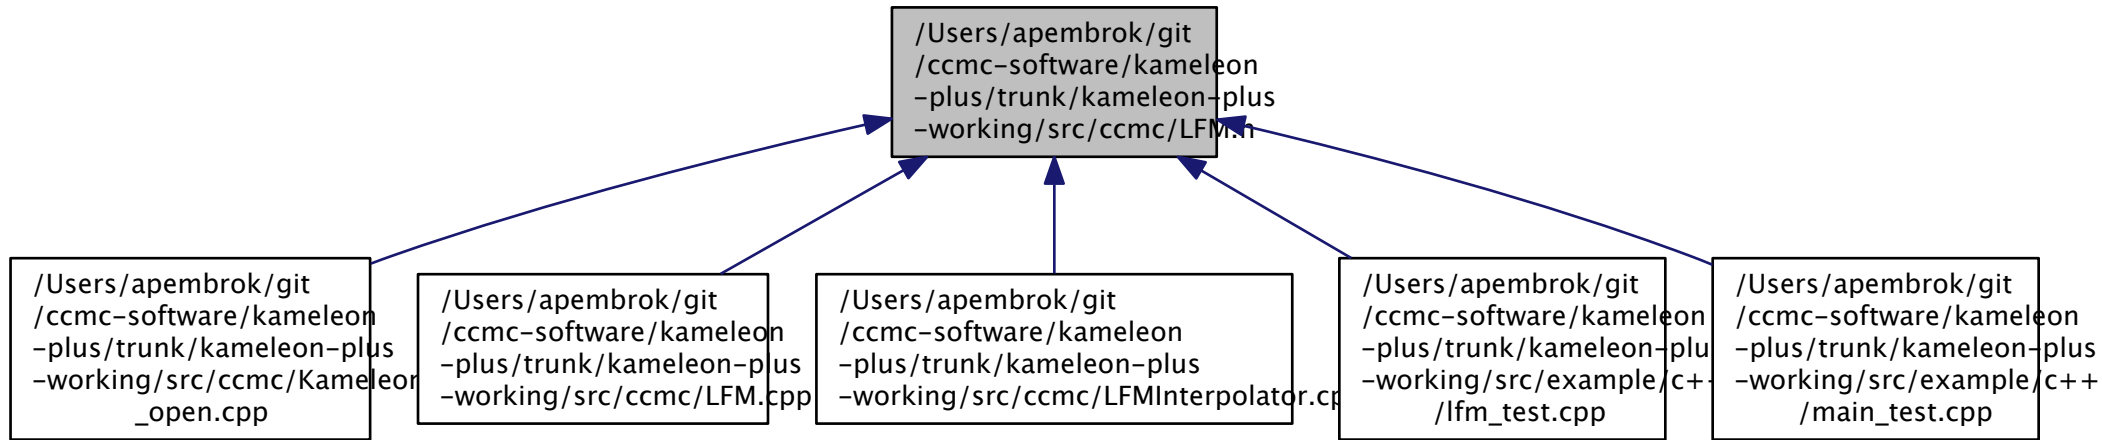 /Users/apembrok/git
/ccmc-software/kameleon
-plus/trunk/kameleon-plus
-working/src/ccmc/LFM.h
/Users/apembrok/git
/ccmc-software/kameleon
-plus/trunk/kameleon-plus
-working/src/ccmc/Kameleon
_open.cpp
/Users/apembrok/git
/ccmc-software/kameleon
-plus/trunk/kameleon-plus
-working/src/ccmc/LFM.cpp
/Users/apembrok/git
/ccmc-software/kameleon
-plus/trunk/kameleon-plus
-working/src/ccmc/LFMInterpolator.cpp
/Users/apembrok/git
/ccmc-software/kameleon
-plus/trunk/kameleon-plus
-working/src/example/c++
/lfm_test.cpp
/Users/apembrok/git
/ccmc-software/kameleon
-plus/trunk/kameleon-plus
-working/src/example/c++
/main_test.cpp